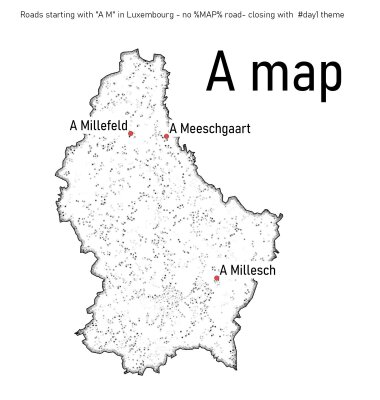 Roads starting with "A M" in Luxembourg - no %MAP% road- closing with  #day1 theme
A map
A Millefeld
A Meeschgaart
A Millesch